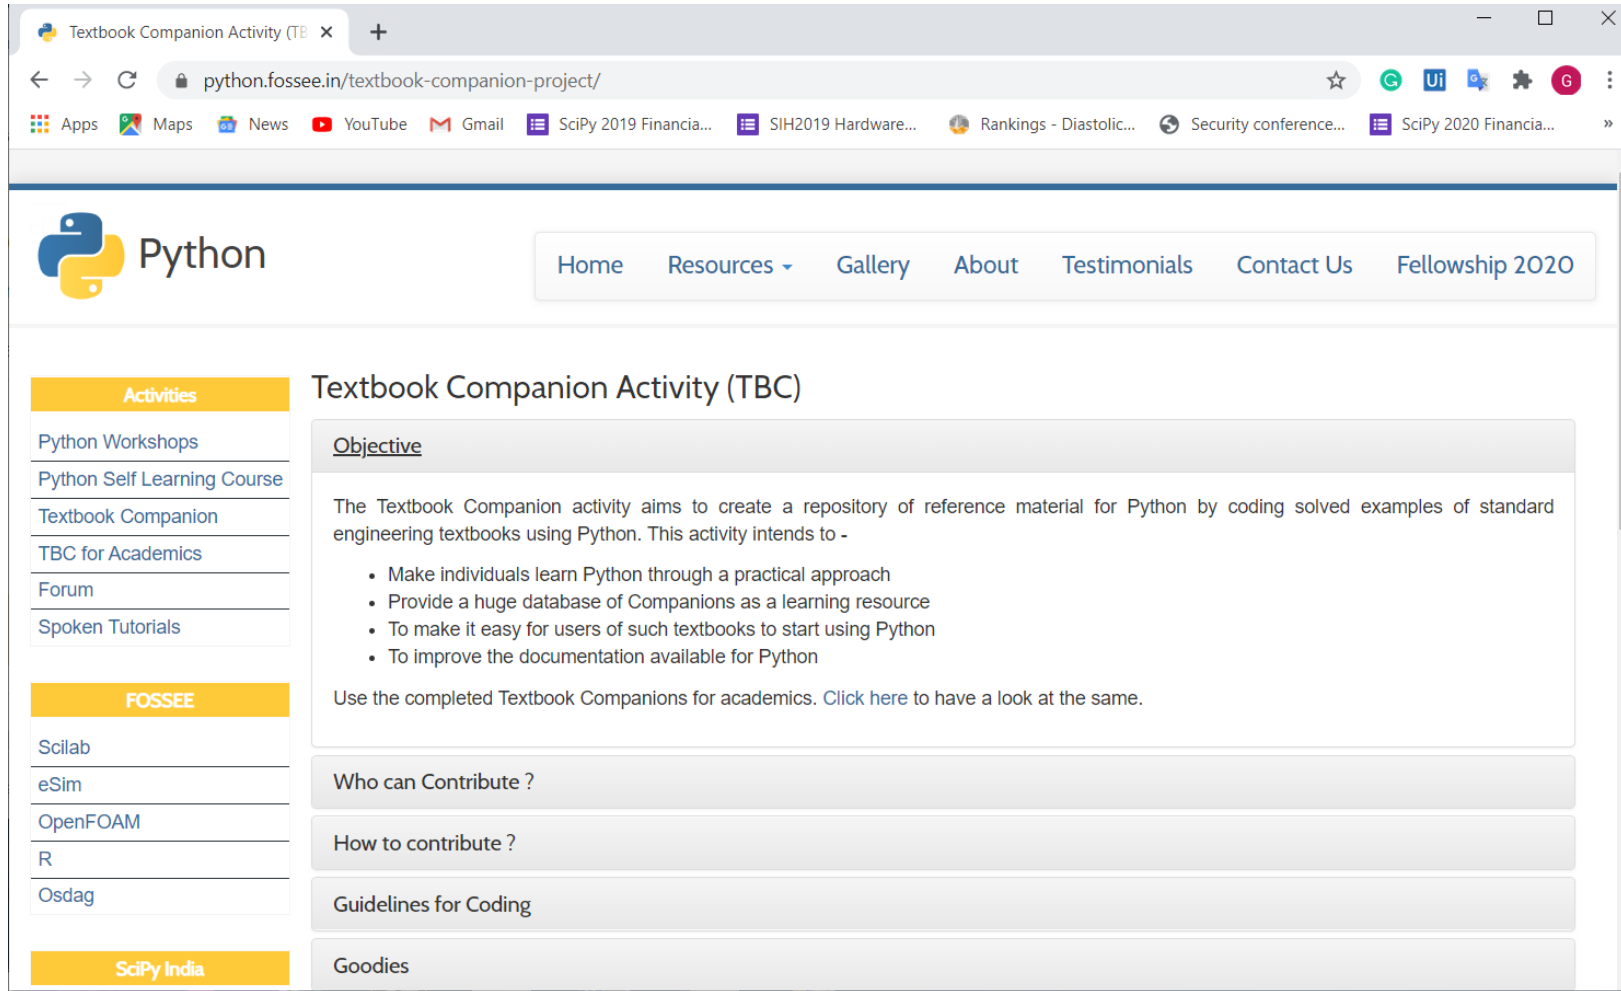 Textbook Companion Activity (TB
python.fossee.in/textbook-companion-project/
G Ui G G
Apps Maps News YouTube Gmail SciPy 2019 Financia... SIH2019 Hardware... Rankings - Diastolic... Security conference... SciPy 2020 Financia... »
Python
Home Resources Gallery About Testimonials Contact Us Fellowship 2020
Activities
Python Workshops
Python Self Learning Course
Textbook Companion
TBC for Academics
Forum
Spoken Tutorials
FOSSEE
Scilab
eSim
OpenFOAM
R
Osdag
SciPy India
Textbook Companion Activity (TBC)
Objective
The Textbook Companion activity aims to create a repository of reference material for Python by coding solved examples of standard
engineering textbooks using Python. This activity intends to -
• Make individuals learn Python through a practical approach
• Provide a huge database of Companions as a learning resource
• To make it easy for users of such textbooks to start using Python
• To improve the documentation available for Python
Use the completed Textbook Companions for academics. Click here to have a look at the same.
Who can Contribute ?
How to contribute ?
Guidelines for Coding
Goodies